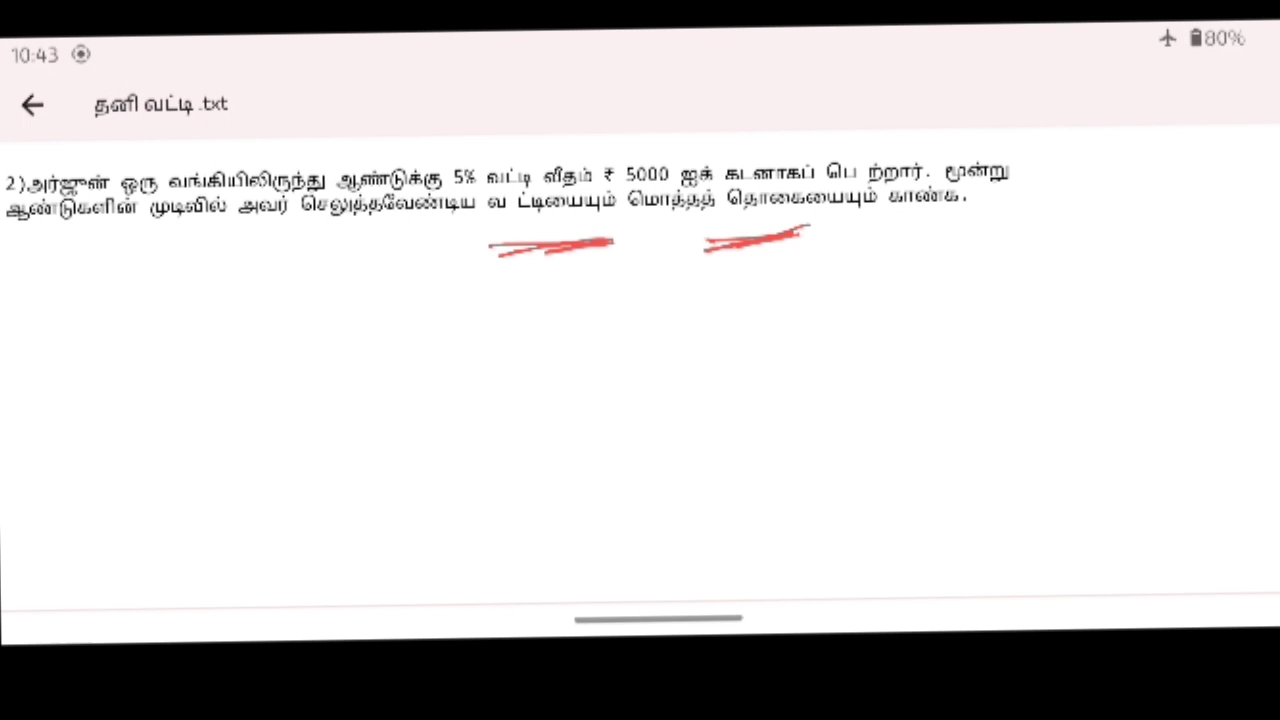 10:43
80%
தனி வட்டி .txt
2)அர்ஜுன் ஒரு வங்கியிலிருந்து ஆண்டுக்கு 5% வட்டி வீதம் ₹ 5000 ஐக் கடனாகப் பெ ற்றார். மூன்று
ஆண்டுகளின் முடிவில் அவர் செலுத்தவேண்டிய வ ட்டியையும் மொத்தத் தொகையையும் காண்க.